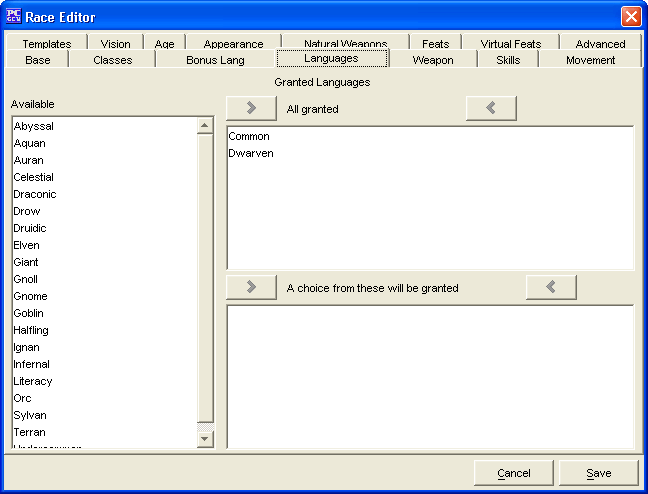 PC GEN Race Editor
Templates Vision Age Appearance Natural Weapons Feats Virtual Feats Advanced
Base Classes Bonus Lang Languages Weapon Skills Movement
Granted Languages
Available
All granted
Abyssal
Aquan
Auran
Celestial
Draconic
Drow
Druidic
Elven
Giant
Gnoll
Gnome
Goblin
Halfling
Ignan
Infernal
Literacy
Orc
Sylvan
Terran
Common
Dwarven
A choice from these will be granted
Cancel Save